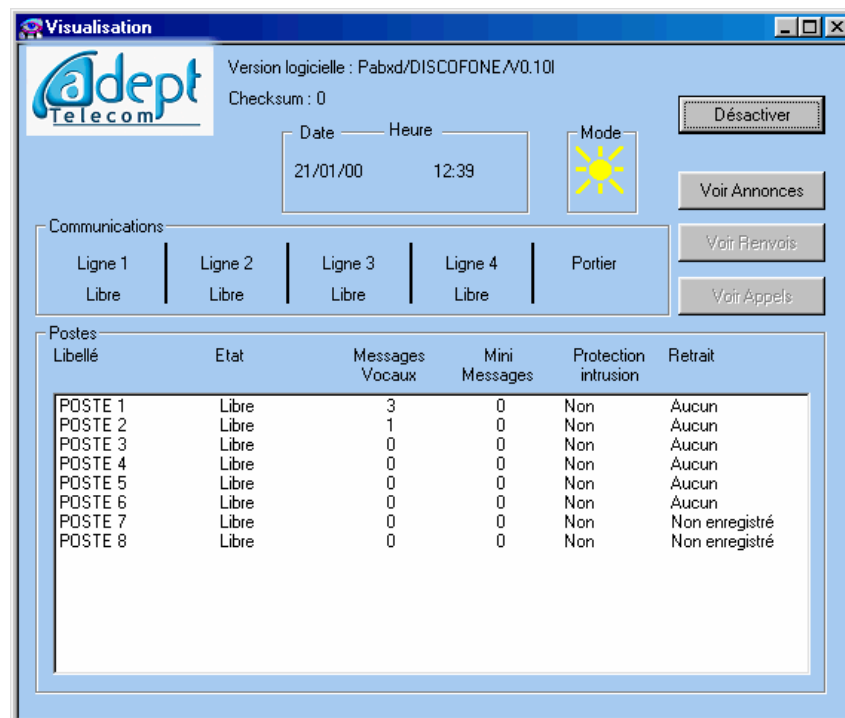 Visualisation
adept
Telecom
Version logicielle : Pabxd/DISCOFONE/V0.10I
Checksum : 0
Désactiver
Date Heure
Mode
21/01/00 12:39
Voir Annonces
Communications
Voir Renvois
Ligne 1 Ligne 2 Ligne 3 Ligne 4 Portier
Libre Libre Libre Libre
Voir Appels
Postes
Libellé Etat Messages Vocaux Mini Messages Protection intrusion Retrait
POSTE 1 Libre 3 0 Non Aucun
POSTE 2 Libre 1 0 Non Aucun
POSTE 3 Libre 0 0 Non Aucun
POSTE 4 Libre 0 0 Non Aucun
POSTE 5 Libre 0 0 Non Aucun
POSTE 6 Libre 0 0 Non Aucun
POSTE 7 Libre 0 0 Non Non enregistré
POSTE 8 Libre 0 0 Non Non enregistré